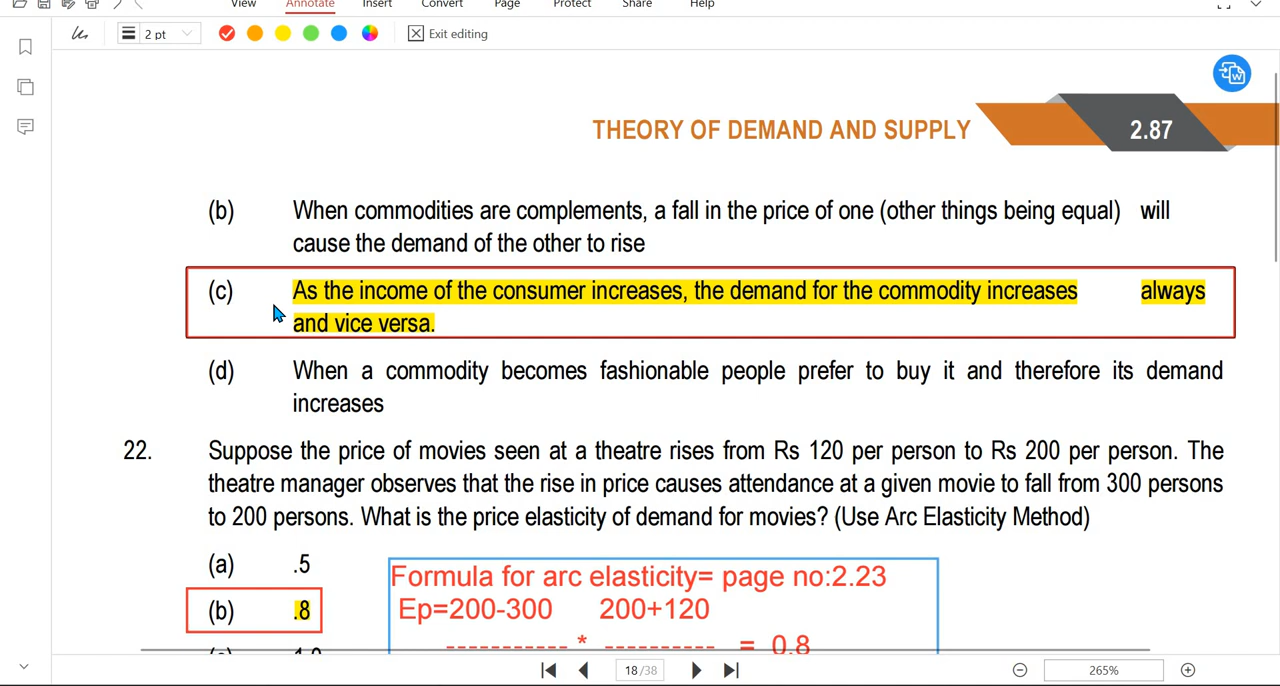 View Annotate Insert Convert Page Protect Share Help
2 pt Exit editing
THEORY OF DEMAND AND SUPPLY 2.87
(b) When commodities are complements, a fall in the price of one (other things being equal) will
cause the demand of the other to rise
(c) As the income of the consumer increases, the demand for the commodity increases always
and vice versa.
(d) When a commodity becomes fashionable people prefer to buy it and therefore its demand
increases
22. Suppose the price of movies seen at a theatre rises from Rs 120 per person to Rs 200 per person. The
theatre manager observes that the rise in price causes attendance at a given movie to fall from 300 persons
to 200 persons. What is the price elasticity of demand for movies? (Use Arc Elasticity Method)
(a) .5
Formula for arc elasticity= page no:2.23
(b) .8 Ep=200-300 200+120
----------- * ---------- = 0.8
18/38 265%